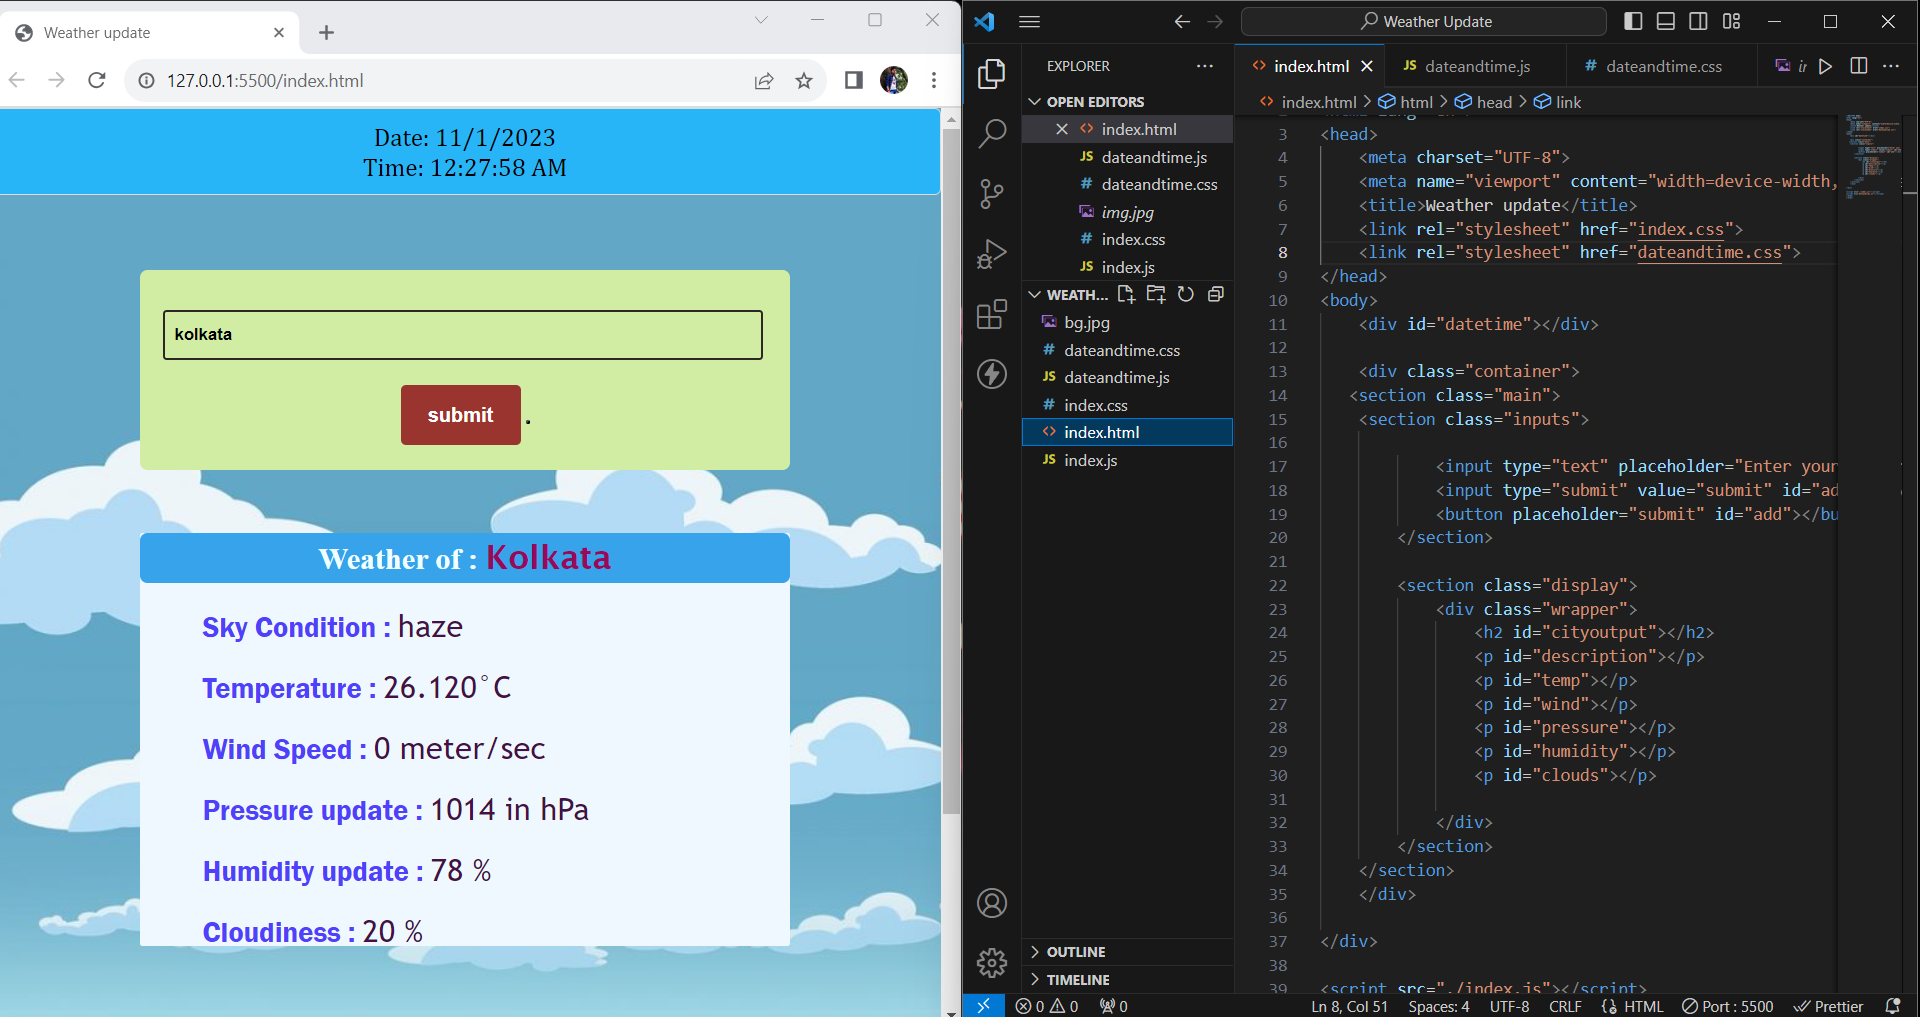 Weather update
127.0.0.1:5500/index.html
Date: 11/1/2023
Time: 12:27:58 AM
kolkata
submit .
Weather of : Kolkata
Sky Condition : haze
Temperature : 26.120°C
Wind Speed : 0 meter/sec
Pressure update : 1014 in hPa
Humidity update : 78 %
Cloudiness : 20 %
Weather Update
EXPLORER
OPEN EDITORS
index.html
dateandtime.js
dateandtime.css
img.jpg
index.css
index.js
WEATH...
bg.jpg
dateandtime.css
dateandtime.js
index.css
index.html
index.js
OUTLINE
TIMELINE
index.html
dateandtime.js
dateandtime.css
index.html > html > head > link
3 <head>
4 <meta charset="UTF-8">
5 <meta name="viewport" content="width=device-width,
6 <title>Weather update</title>
7 <link rel="stylesheet" href="index.css">
8 <link rel="stylesheet" href="dateandtime.css">
9 </head>
10 <body>
11 <div id="datetime"></div>
12
13 <div class="container">
14 <section class="main">
15 <section class="inputs">
16
17 <input type="text" placeholder="Enter your
18 <input type="submit" value="submit" id="ad
19 <button placeholder="submit" id="add"></bu
20 </section>
21
22 <section class="display">
23 <div class="wrapper">
24 <h2 id="cityoutput"></h2>
25 <p id="description"></p>
26 <p id="temp"></p>
27 <p id="wind"></p>
28 <p id="pressure"></p>
29 <p id="humidity"></p>
30 <p id="clouds"></p>
31
32 </div>
33 </section>
34 </section>
35 </div>
36
37 </div>
38
39 <script src="./index.js"></script>
0 0 0
Ln 8, Col 51 Spaces: 4 UTF-8 CRLF HTML Port : 5500 Prettier